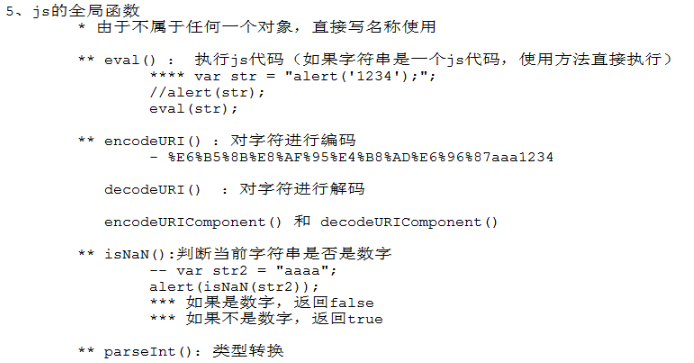 5、js的全局函数
* 由于不属于任何一个对象，直接写名称使用
** eval() ： 执行js代码（如果字符串是一个js代码，使用方法直接执行）
**** var str = "alert('1234');";
//alert(str);
eval(str);
** encodeURI() ：对字符进行编码
- %E6%B5%8B%E8%AF%95%E4%B8%AD%E6%96%87aaa1234
decodeURI()  ：对字符进行解码
encodeURIComponent() 和 decodeURIComponent()
** isNaN():判断当前字符串是否是数字
-- var str2 = "aaaa";
alert(isNaN(str2));
*** 如果是数字，返回false
*** 如果不是数字，返回true
** parseInt()：类型转换